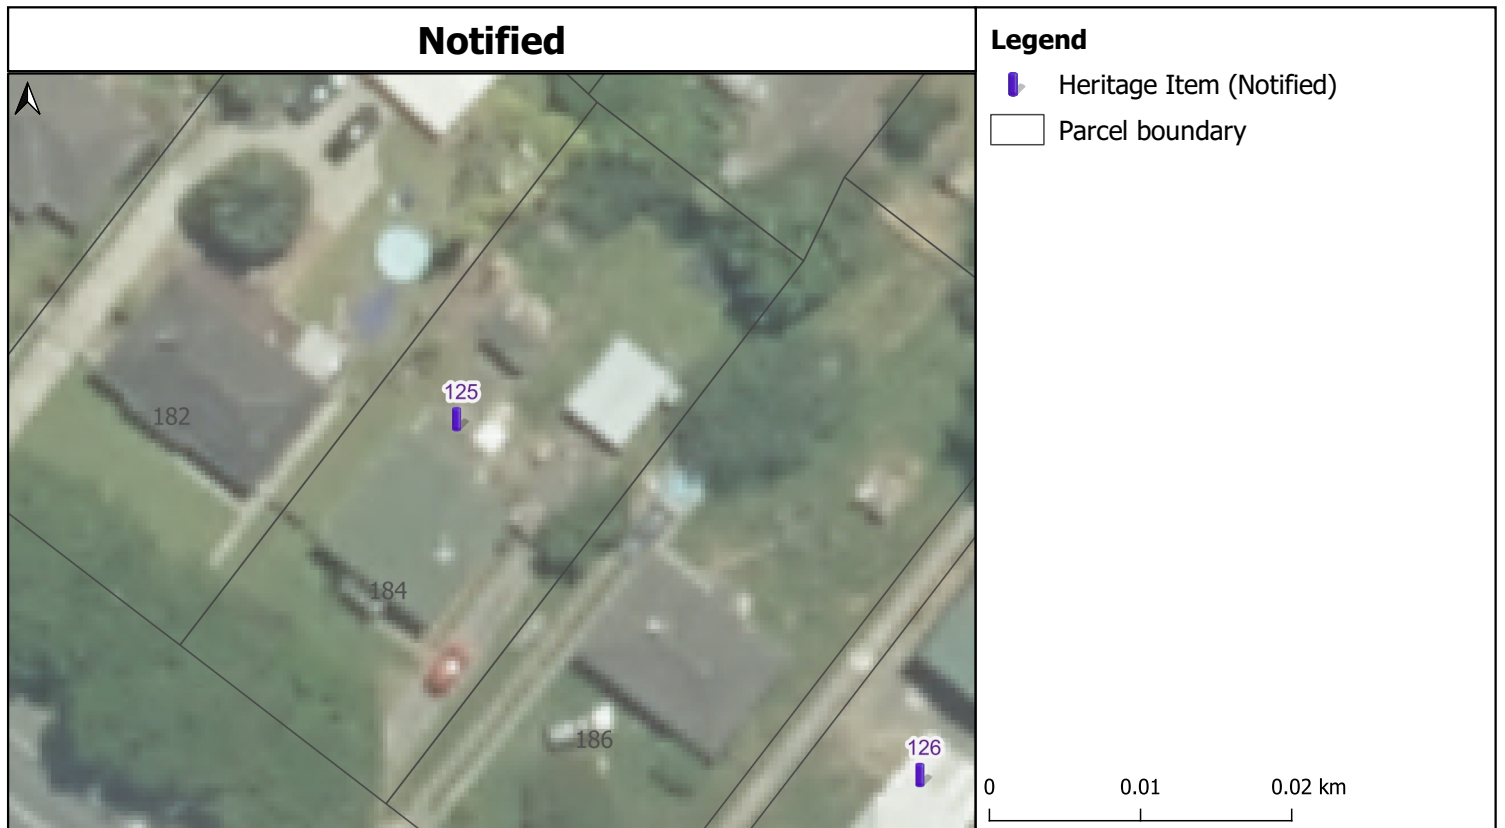 Notified
Legend
Heritage Item (Notified)
Parcel boundary
125
182
184
186
126
0 0.01 0.02 km